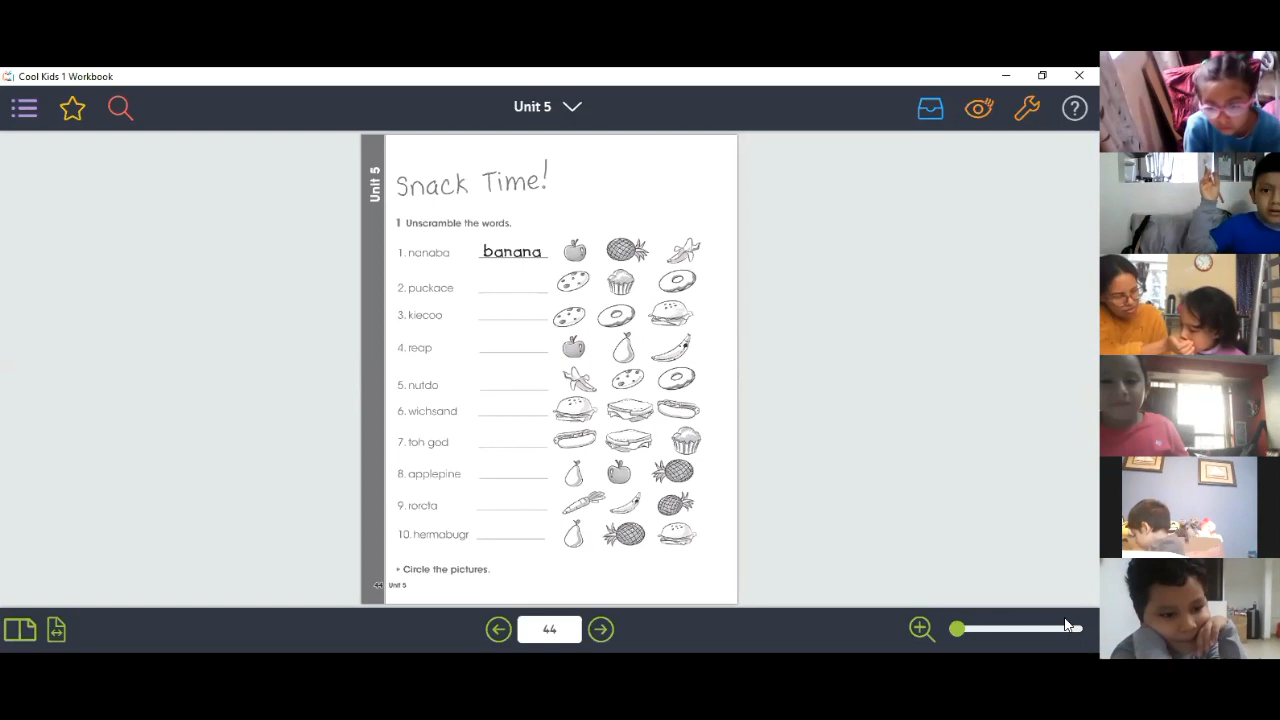 Cool Kids 1 Workbook
Unit 5
Unit 5
Snack Time!
1 Unscramble the words.
1. nanaba banana
2. puckace
3. kiecoa
4. reap
5. nutdo
6. wichsand
7. toh god
8. applepine
9. rorcta
10. hermabugr
Circle the pictures.
44 Unit 5
44